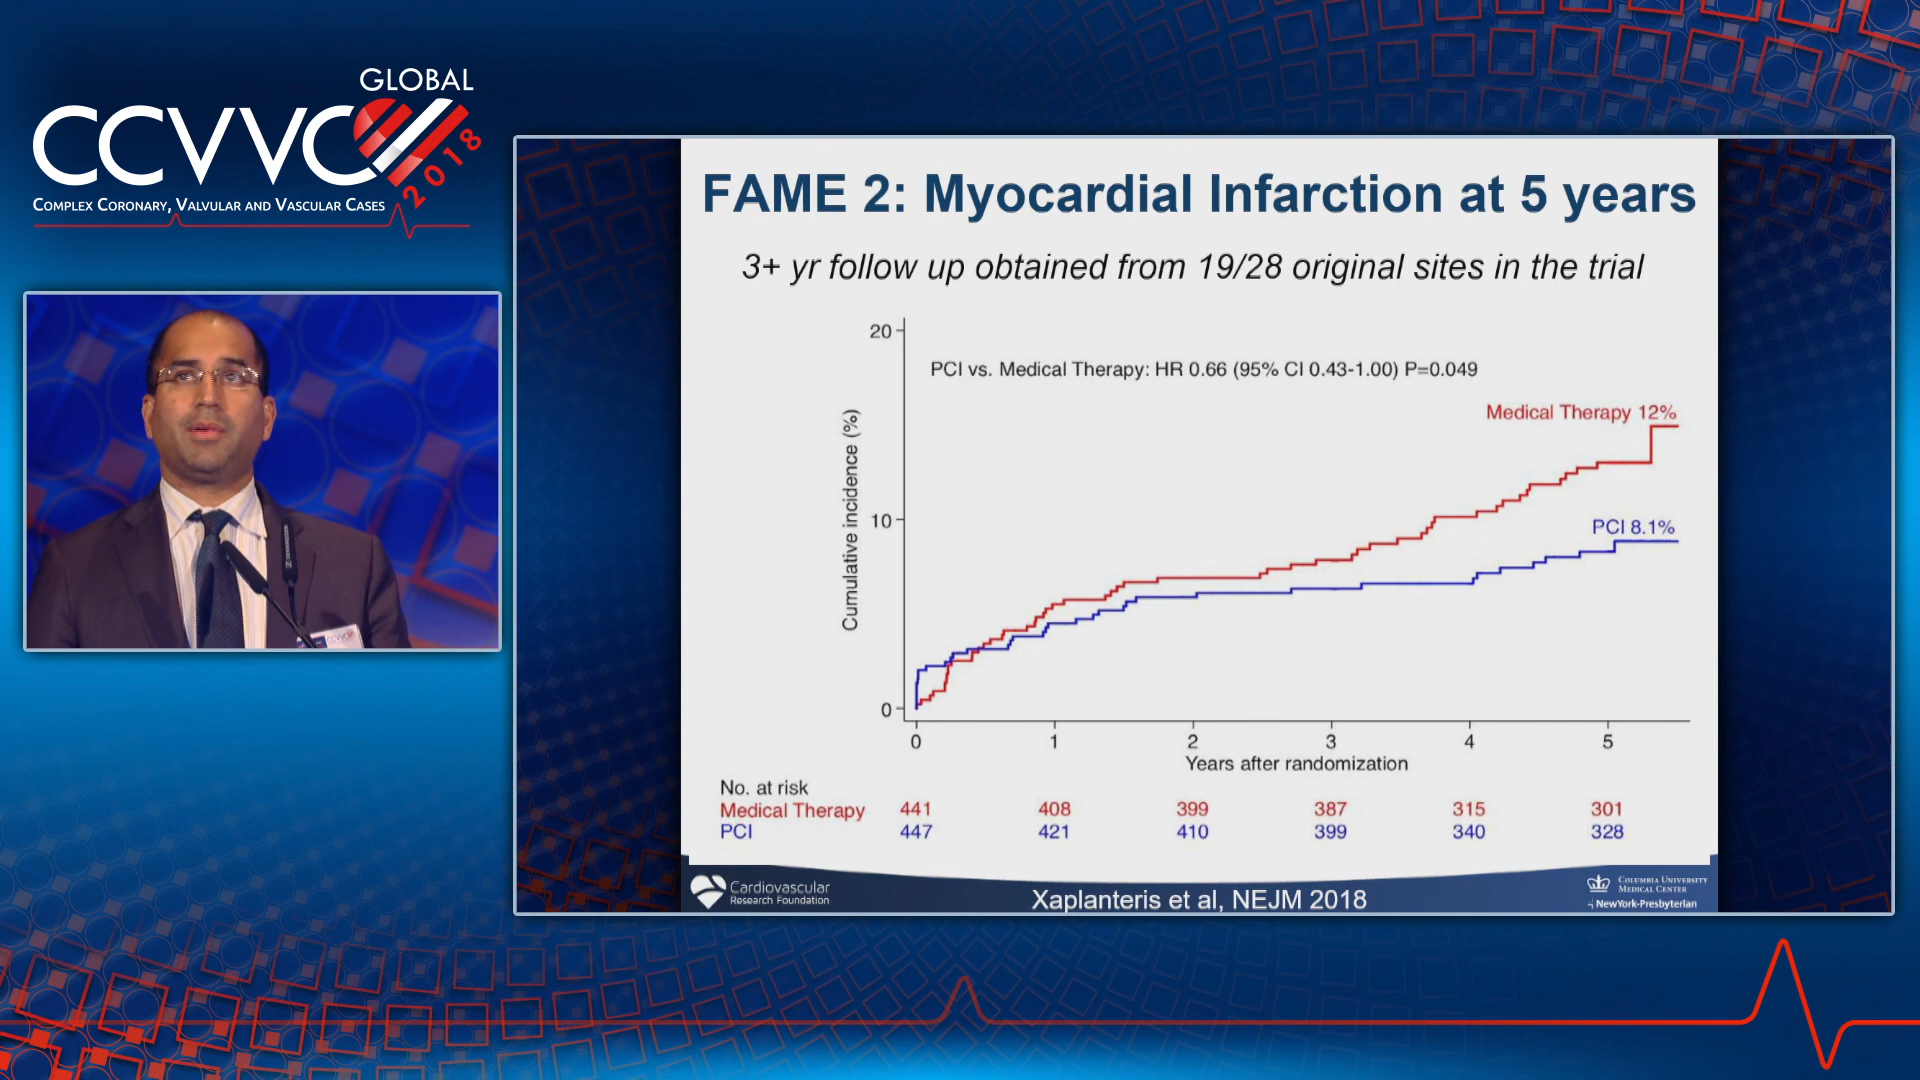 GLOBAL
CCVVC
2018
COMPLEX CORONARY, VALVULAR AND VASCULAR CASES
FAME 2: Myocardial Infarction at 5 years
3+ yr follow up obtained from 19/28 original sites in the trial
20
PCI vs. Medical Therapy: HR 0.66 (95% CI 0.43-1.00) P=0.049
Medical Therapy 12%
Cumulative incidence (%)
10
PCI 8.1%
0
0 1 2 3 4 5
Years after randomization
No. at risk
Medical Therapy 441 408 399 387 315 301
PCI 447 421 410 399 340 328
Cardiovascular
Research Foundation
Xaplanteris et al, NEJM 2018
COLUMBIA UNIVERSITY
MEDICAL CENTER
NewYork-Presbyterian